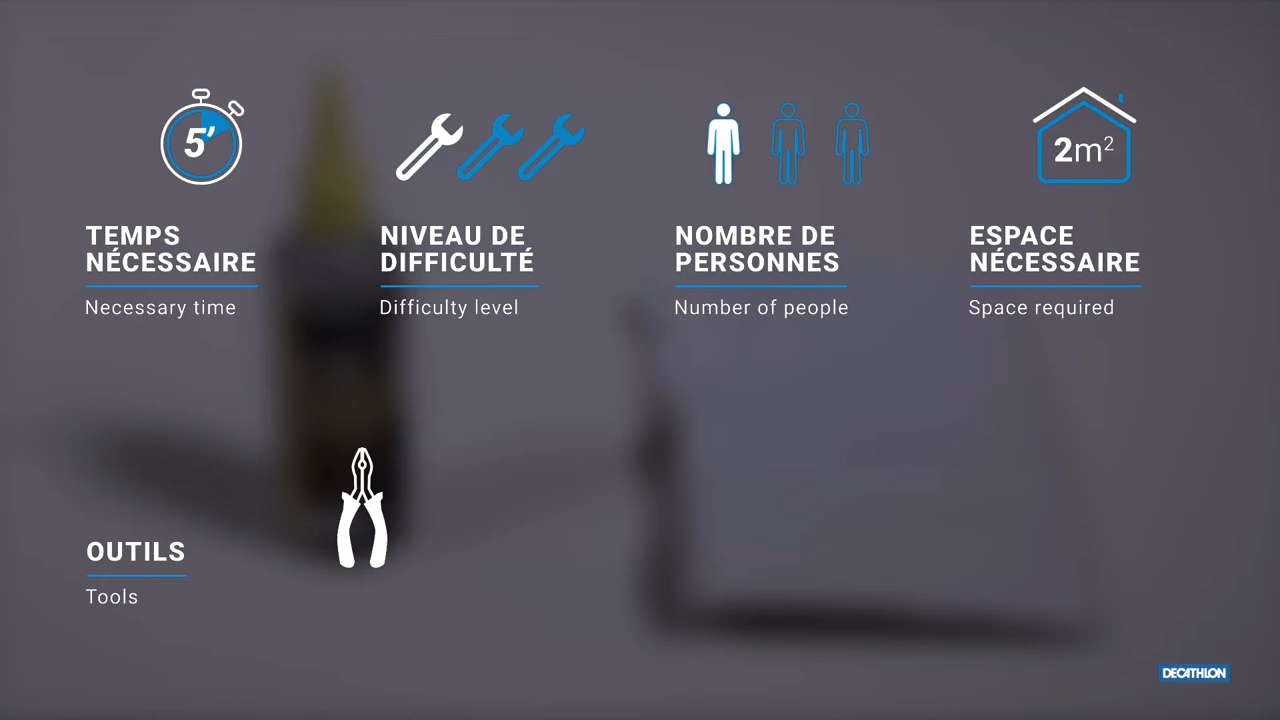 5’
2m²
TEMPS
NÉCESSAIRE
Necessary time
NIVEAU DE
DIFFICULTÉ
Difficulty level
NOMBRE DE
PERSONNES
Number of people
ESPACE
NÉCESSAIRE
Space required
OUTILS
Tools
DECATHLON